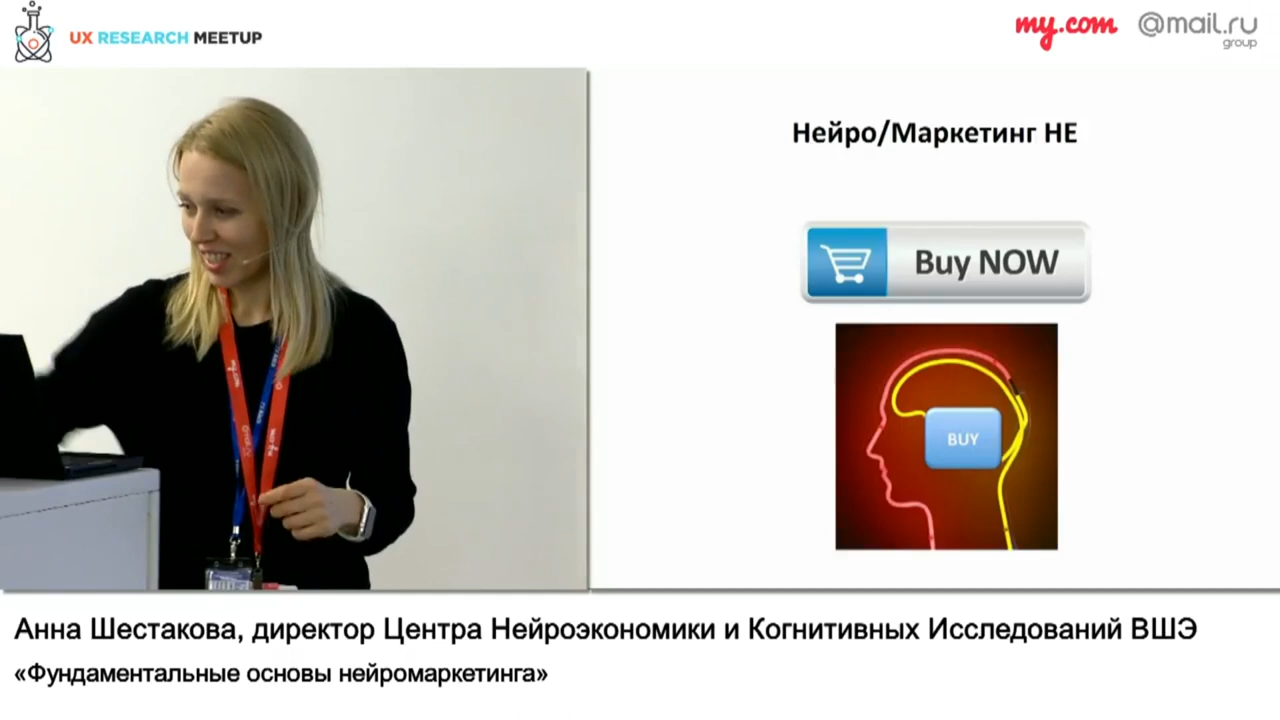 UX RESEARCH MEETUP
my.com @mail.ru
group
Нейро/Маркетинг НЕ
Buy NOW
BUY
Анна Шестакова, директор Центра Нейроэкономики и Когнитивных Исследований ВШЭ
«Фундаментальные основы нейромаркетинга»